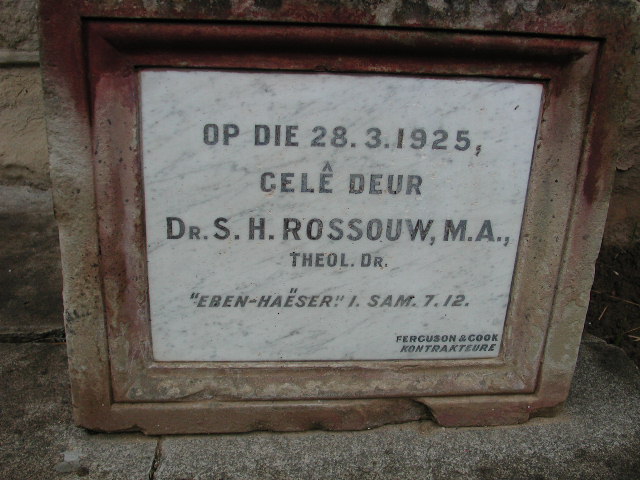 OP DIE 28.3.1925,
GELÊ DEUR
DR. S. H. ROSSOUW, M.A.,
THEOL. DR.
"EBEN-HAËSER." 1. SAM. 7. 12.
FERGUSON & COOK
KONTRAKTEURE